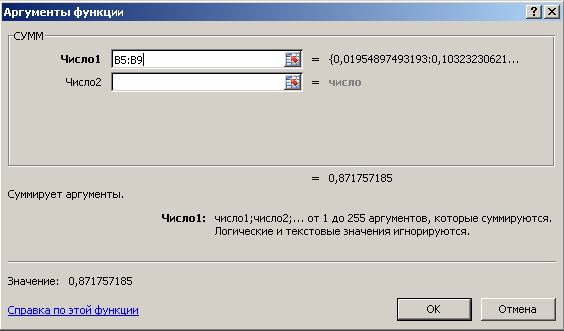 Аргументы функции
СУММ
Число1 B5:B9 = {0,01954897493193:0,10323230621...
Число2 = число
= 0,871757185
Суммирует аргументы.
Число1: число1;число2;... от 1 до 255 аргументов, которые суммируются.
Логические и текстовые значения игнорируются.
Значение: 0,871757185
Справка по этой функции
ОК
Отмена